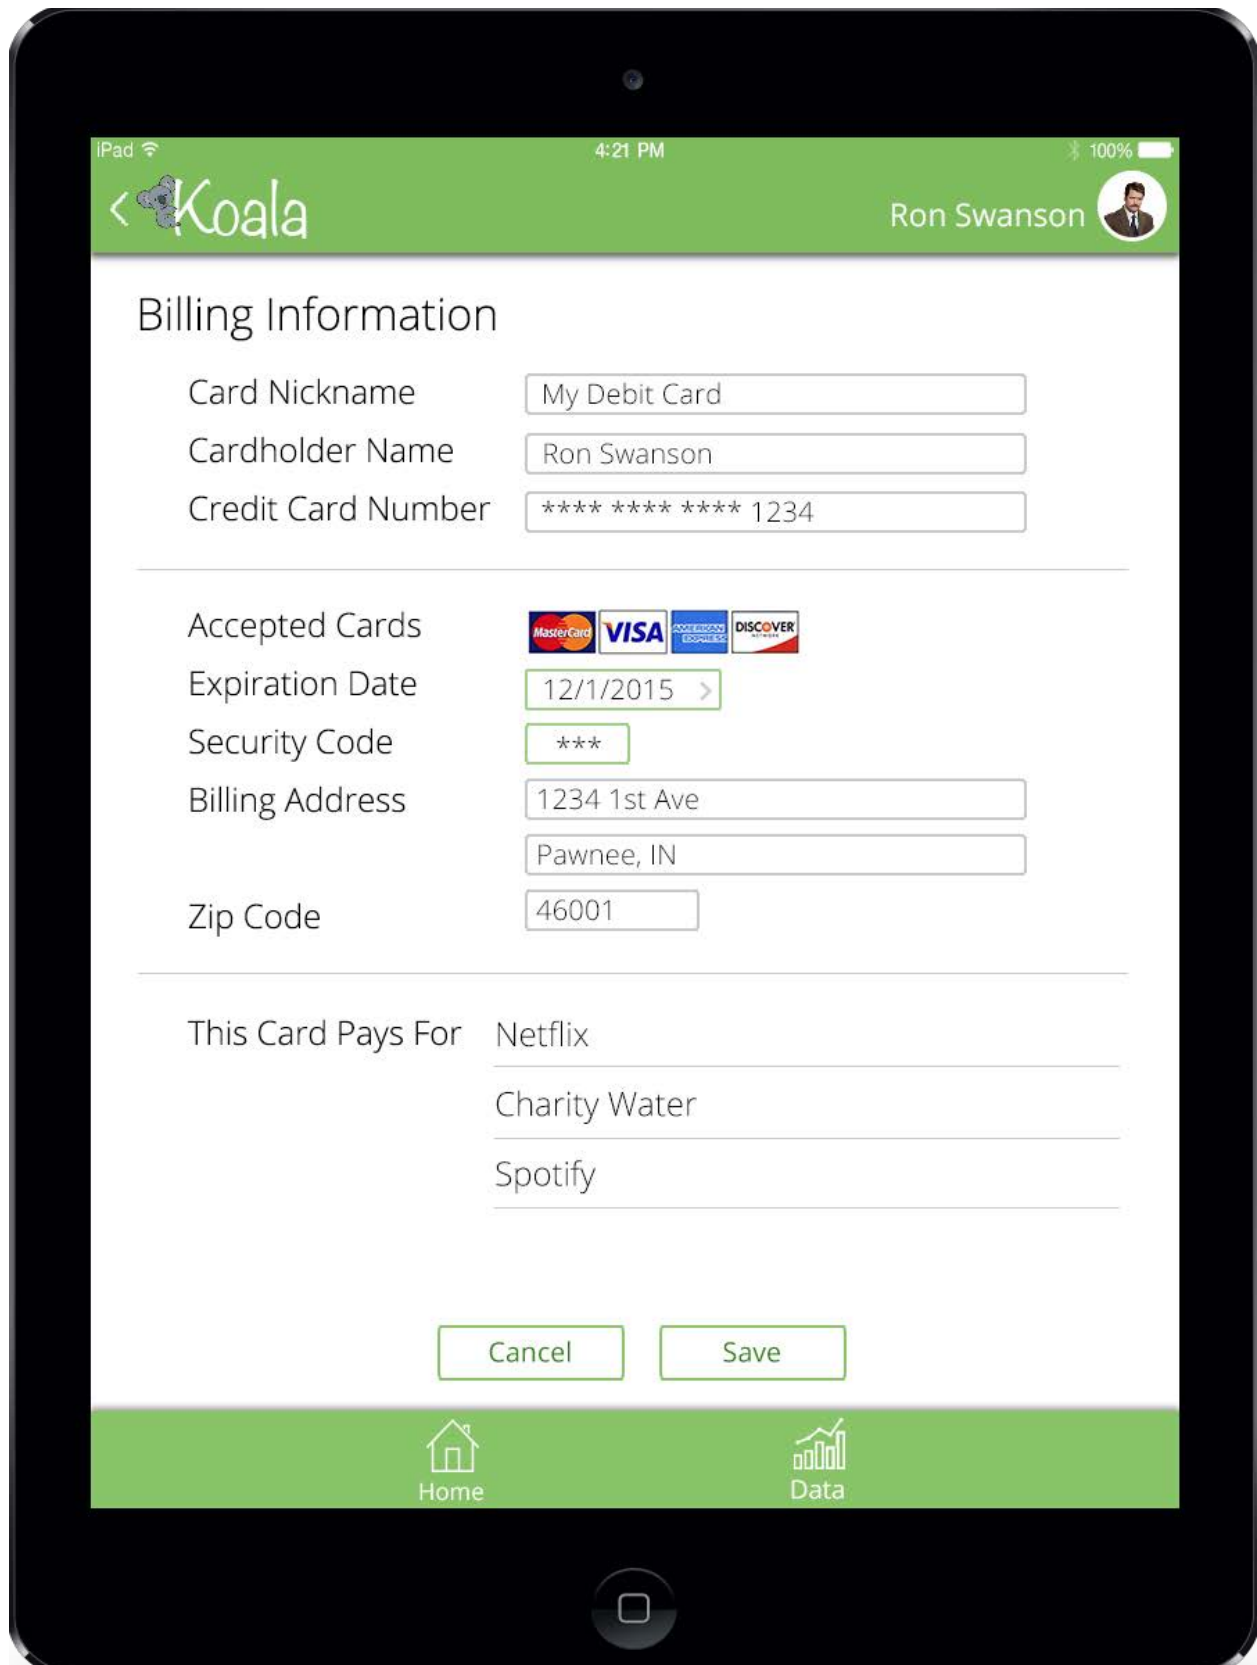 iPad 4:21 PM 100%
Koala Ron Swanson
Billing Information
Card Nickname My Debit Card
Cardholder Name Ron Swanson
Credit Card Number **** **** **** 1234
Accepted Cards MasterCard VISA AMERICAN EXPRESS DISCOVER NETWORK
Expiration Date 12/1/2015 >
Security Code ***
Billing Address 1234 1st Ave
Pawnee, IN
Zip Code 46001
This Card Pays For Netflix
Charity Water
Spotify
Cancel Save
Home Data